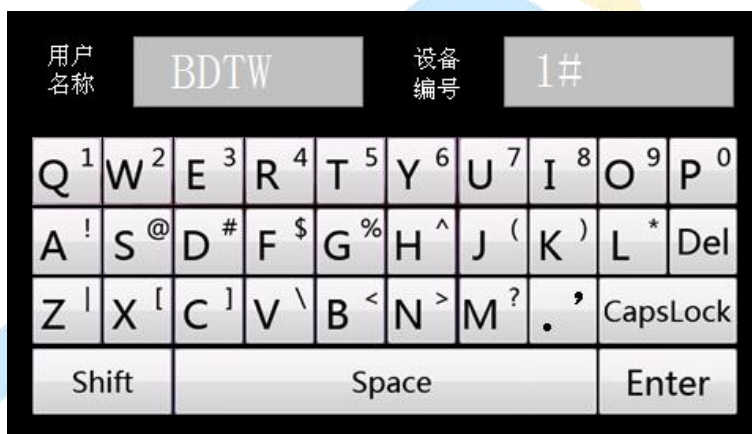 用户名称 BDTW 设备编号 1#
Q 1 W 2 E 3 R 4 T 5 Y 6 U 7 I 8 O 9 P 0
A ! S @ D # F $ G % H ^ J ( K ) L * Del
Z | X [ C ] V \ B < N > M ? . , CapsLock
Shift Space Enter